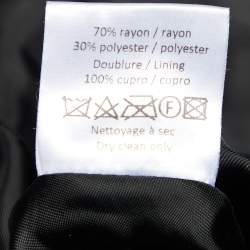 70% rayon / rayon
30% polyester / polyester
Doublure / Lining
100% cupro / cupro
F
Nettoyage à sec
Dry clean only